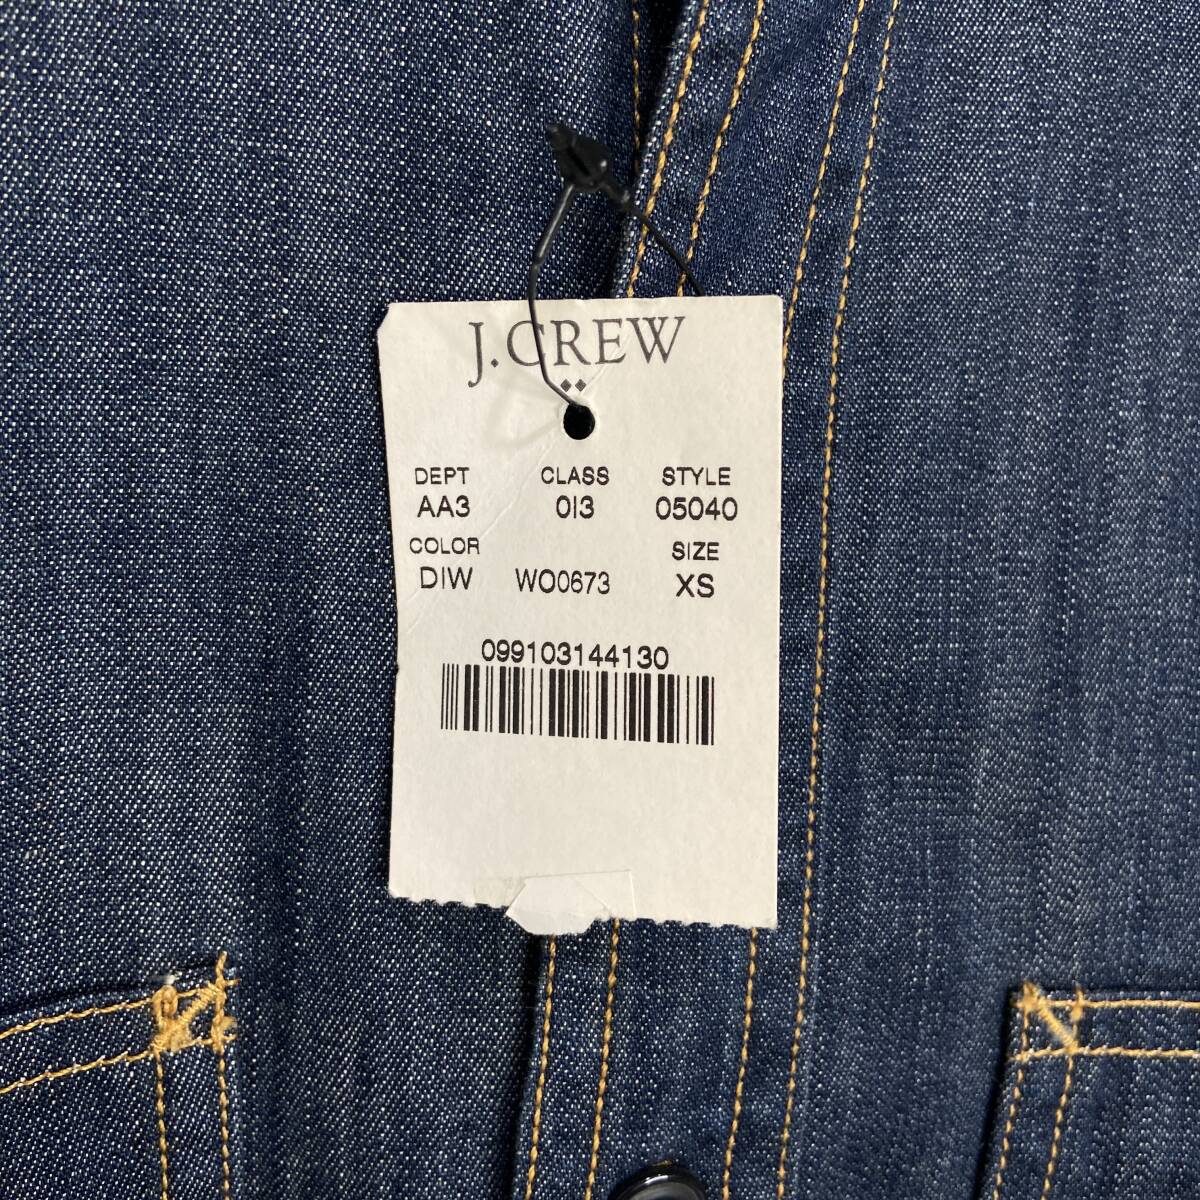 J.CREW
DEPT CLASS STYLE
AA3 013 05040
COLOR SIZE
DIW WO0673 XS
099103144130